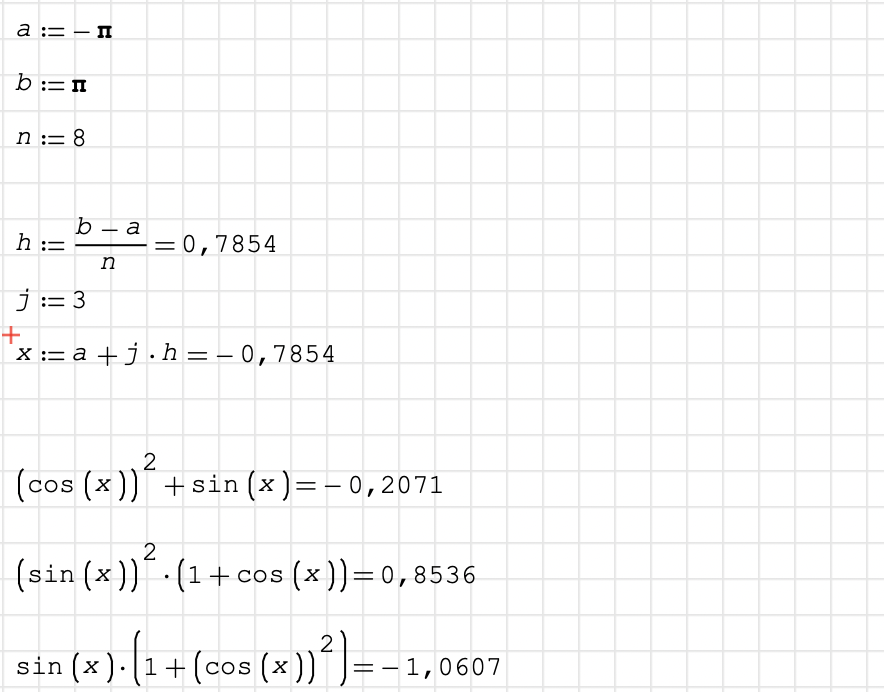 a := - π
b := π
n := 8
h := (b - a)/n = 0,7854
j := 3
x := a + j · h = - 0,7854
(cos (x))² + sin (x) = - 0,2071
(sin (x))² · (1 + cos (x)) = 0,8536
sin (x) · (1 + (cos (x))²) = - 1,0607